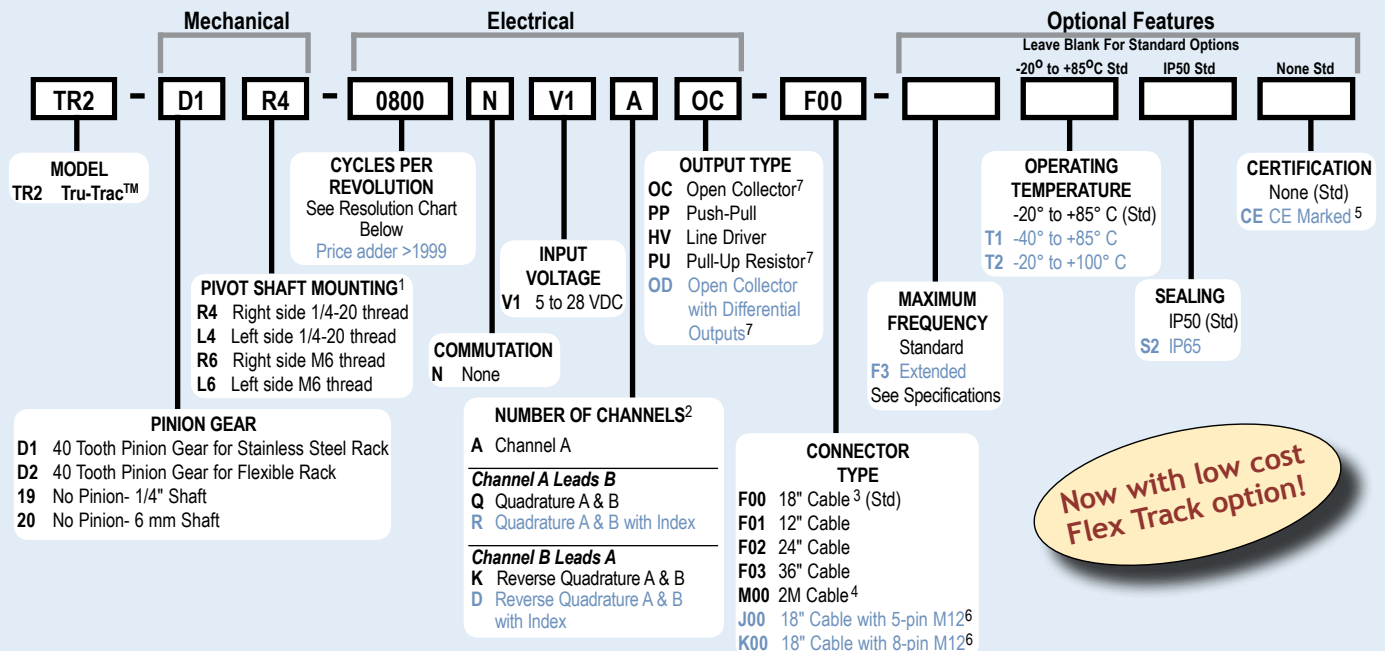 Mechanical
Electrical
Optional Features
Leave Blank For Standard Options
-20° to +85°C Std
IP50 Std
None Std
TR2 - D1 R4 - 0800 N V1 A OC - F00 -
MODEL
TR2 Tru-Trac™
CYCLES PER
REVOLUTION
See Resolution Chart
Below
Price adder >1999
OUTPUT TYPE
OC Open Collector7
PP Push-Pull
HV Line Driver
PU Pull-Up Resistor7
OD Open Collector
with Differential
Outputs7
OPERATING
TEMPERATURE
-20° to +85° C (Std)
T1 -40° to +85° C
T2 -20° to +100° C
CERTIFICATION
None (Std)
CE CE Marked 5
INPUT
VOLTAGE
V1 5 to 28 VDC
PIVOT SHAFT MOUNTING1
R4 Right side 1/4-20 thread
L4 Left side 1/4-20 thread
R6 Right side M6 thread
L6 Left side M6 thread
MAXIMUM
FREQUENCY
Standard
F3 Extended
See Specifications
SEALING
IP50 (Std)
S2 IP65
COMMUTATION
N None
PINION GEAR
D1 40 Tooth Pinion Gear for Stainless Steel Rack
D2 40 Tooth Pinion Gear for Flexible Rack
19 No Pinion- 1/4" Shaft
20 No Pinion- 6 mm Shaft
NUMBER OF CHANNELS2
A Channel A
Channel A Leads B
Q Quadrature A & B
R Quadrature A & B with Index
Channel B Leads A
K Reverse Quadrature A & B
D Reverse Quadrature A & B
with Index
CONNECTOR
TYPE
F00 18" Cable 3 (Std)
F01 12" Cable
F02 24" Cable
F03 36" Cable
M00 2M Cable4
J00 18" Cable with 5-pin M126
K00 18" Cable with 8-pin M126
Now with low cost
Flex Track option!